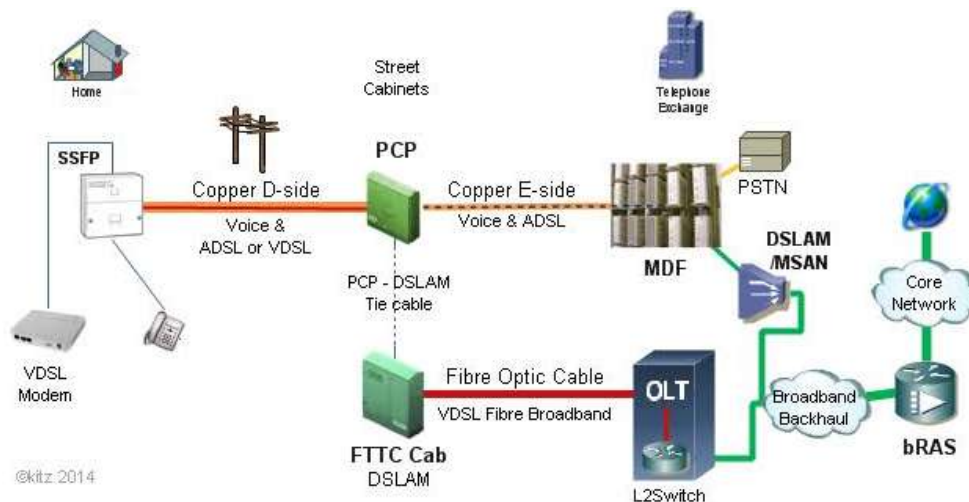 Home
Street
Cabinets
Telephone
Exchange
SSFP
PCP
PSTN
Copper D-side
Voice &
ADSL or VDSL
Copper E-side
Voice & ADSL
MDF
DSLAM
/MSAN
Core
Network
PCP - DSLAM
Tie cable
VDSL
Modem
Fibre Optic Cable
VDSL Fibre Broadband
OLT
Broadband
Backhaul
bRAS
FTTC Cab
DSLAM
L2Switch
©kitz 2014